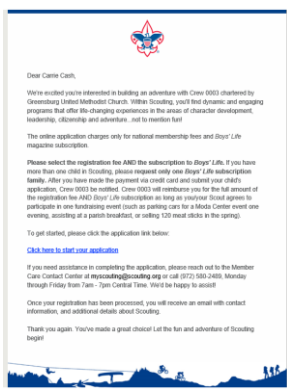 Dear Carrie Cash,
We're excited you're interested in building an adventure with Crew 0003 chartered by
Greensburg United Methodist Church. Within Scouting, you'll find dynamic and engaging
programs that offer life-changing experiences in the areas of character development,
leadership, citizenship and adventure...not to mention fun!
The online application charges only for national membership fees and Boys' Life
magazine subscription.
Please select the registration fee AND the subscription to Boys' Life. If you have
more than one child in Scouting, please request only one Boys' Life subscription per
family. After you have made the payment via credit card and submit your child's
application, Crew 0003 be notified. Crew 0003 will reimburse you for the full amount of
the registration fee AND Boys' Life subscription as long as you/your Scout agrees to
participate in one fundraising event (such as parking cars for a Moda Center event one
evening, assisting at a parish breakfast, or selling 120 meat sticks in the spring).
To get started, please click the application link below:
Click here to start your application
If you need assistance in completing the application, please reach out to the Member
Care Contact Center at myscouting@scouting.org or call (972) 580-2489, Monday
through Friday from 7am - 7pm Central Time. We'd be happy to assist!
Once your registration has been processed, you will receive an email with contact
information, and additional details about Scouting.
Thank you again. You've made a great choice! Let the fun and adventure of Scouting
begin!